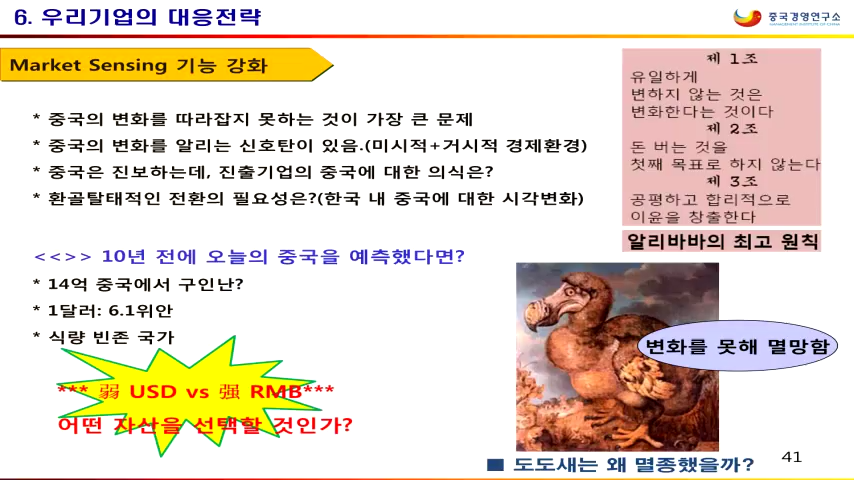 6. 우리기업의 대응전략
중국경영연구소
MANAGEMENT INSTITUTE OF CHINA
Market Sensing 기능 강화
* 중국의 변화를 따라잡지 못하는 것이 가장 큰 문제
* 중국의 변화를 알리는 신호탄이 있음.(미시적+거시적 경제환경)
* 중국은 진보하는데, 진출기업의 중국에 대한 의식은?
* 환골탈태적인 전환의 필요성은?(한국 내 중국에 대한 시각변화)
제 1조
유일하게
변하지 않는 것은
변화한다는 것이다
제 2조
돈 버는 것을
첫째 목표로 하지 않는다
제 3조
공평하고 합리적으로
이윤을 창출한다
알리바바의 최고 원칙
<<>> 10년 전에 오늘의 중국을 예측했다면?
* 14억 중국에서 구인난?
* 1달러: 6.1위안
* 식량 빈존 국가
*** 弱 USD vs 强 RMB***
어떤 자산을 선택할 것인가?
변화를 못해 멸망함
■ 도도새는 왜 멸종했을까?
41